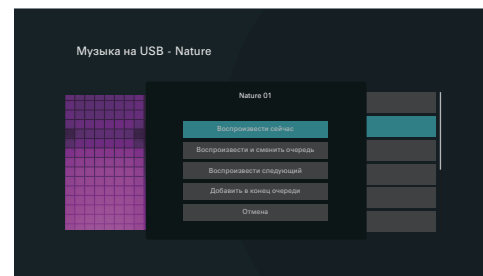 Музыка на USB - Nature
Nature 01
Воспроизвести сейчас
Воспроизвести и сменить очередь
Воспроизвести следующий
Добавить в конец очереди
Отмена